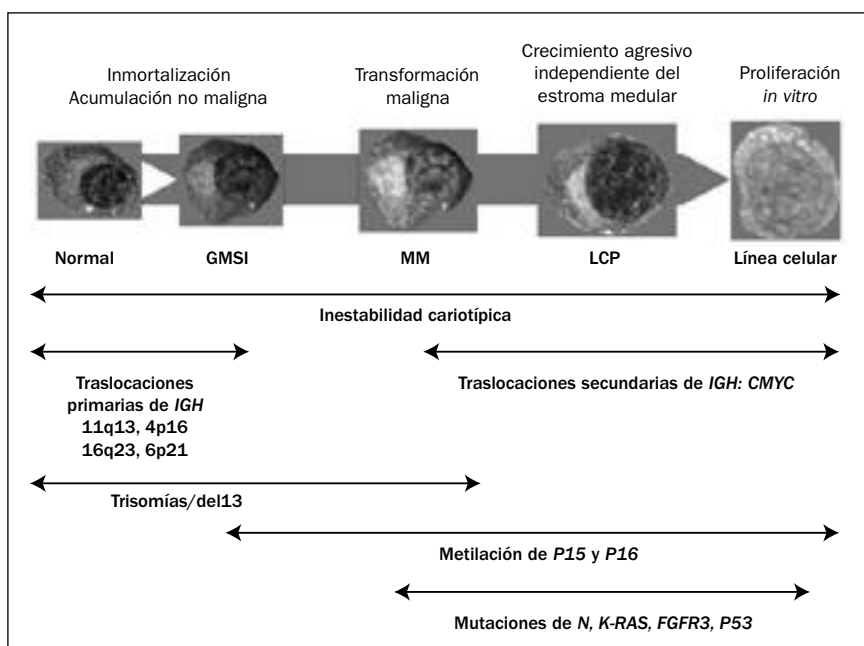 Inmortalización
Acumulación no maligna
Transformación
maligna
Crecimiento agresivo
independiente del
estroma medular
Proliferación
in vitro
Normal
GMSI
MM
LCP
Línea celular
Inestabilidad cariotípica
Traslocaciones
primarias de IGH
11q13, 4p16
16q23, 6p21
Traslocaciones secundarias de IGH: CMYC
Trisomías/del13
Metilación de P15 y P16
Mutaciones de N, K-RAS, FGFR3, P53